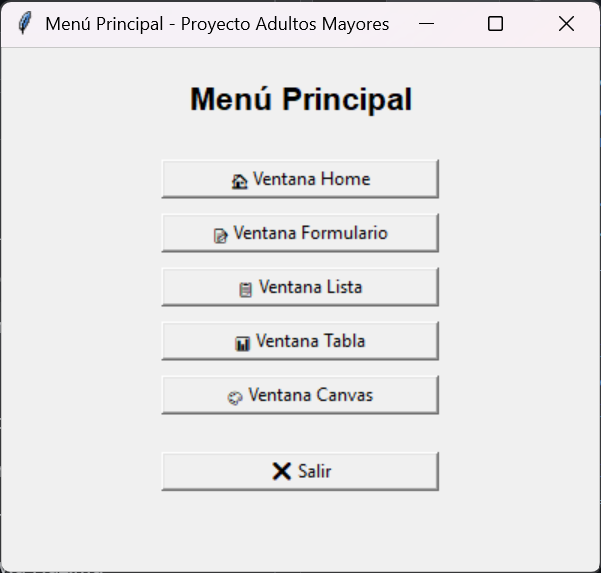 Menú Principal - Proyecto Adultos Mayores
Menú Principal
Ventana Home
Ventana Formulario
Ventana Lista
Ventana Tabla
Ventana Canvas
Salir